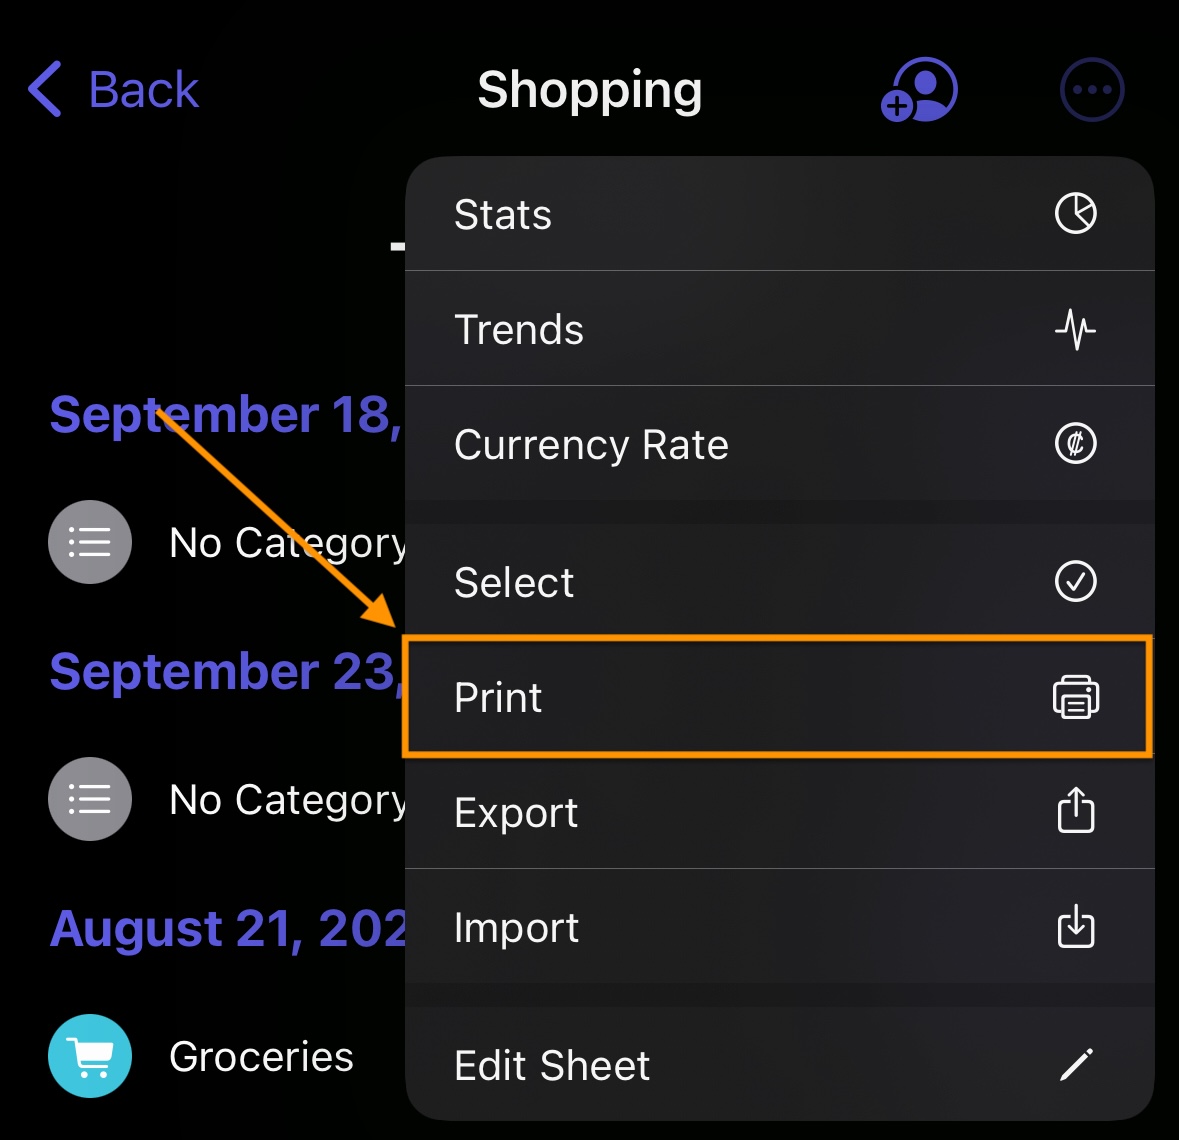 Back
Shopping
Stats
Trends
September 18,
Currency Rate
No Category
Select
September 23,
Print
No Category
Export
August 21, 202
Import
Groceries
Edit Sheet